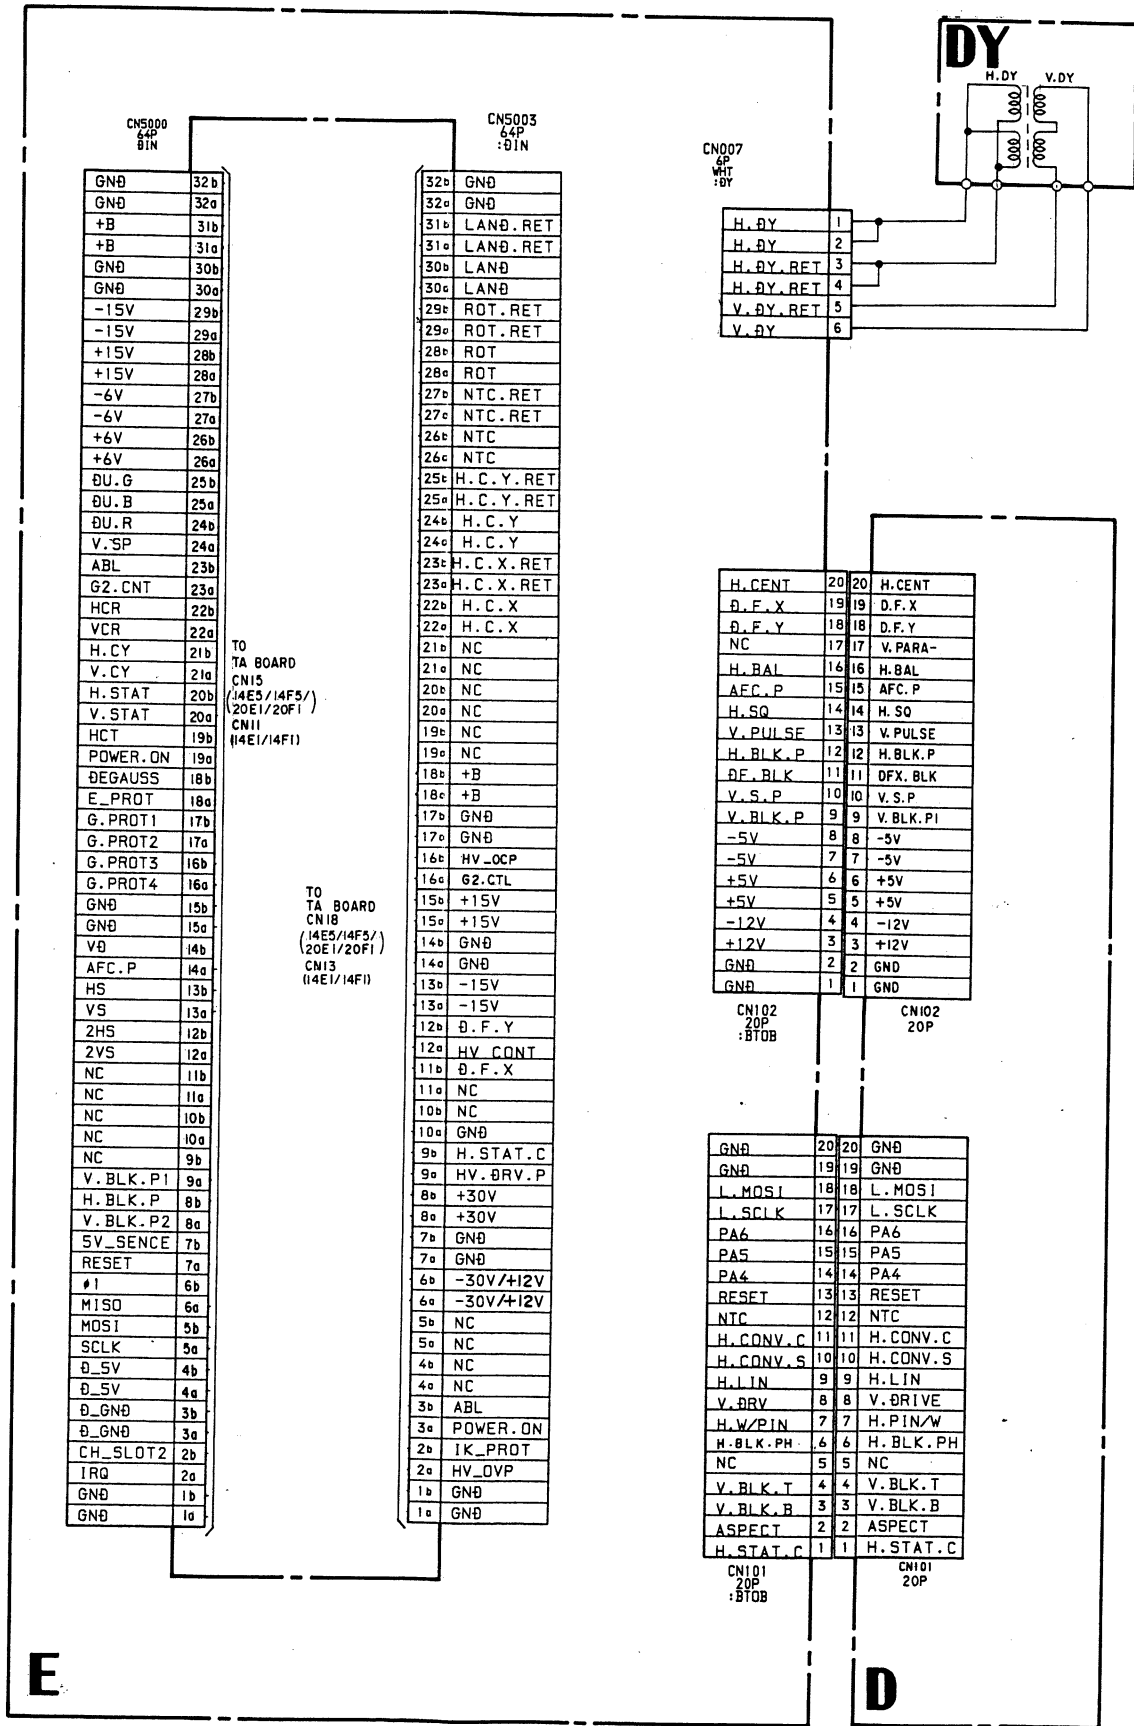 DY
H.DY V.DY
CN5000
64P
DIN
GND 32b
GND 32a
+B 31b
+B 31a
GND 30b
GND 30a
-15V 29b
-15V 29a
+15V 28b
+15V 28a
-6V 27b
-6V 27a
+6V 26b
+6V 26a
DU.G 25b
DU.B 25a
DU.R 24b
V.SP 24a
ABL 23b
G2.CNT 23a
HCR 22b
VCR 22a
H.CY 21b
V.CY 21a
H.STAT 20b
V.STAT 20a
HCT 19b
POWER.ON 19a
DEGAUSS 18b
E_PROT 18a
G.PROT1 17b
G.PROT2 17a
G.PROT3 16b
G.PROT4 16a
GND 15b
GND 15a
VD 14b
AFC.P 14a
HS 13b
VS 13a
2HS 12b
2VS 12a
NC 11b
NC 11a
NC 10b
NC 10a
NC 9b
V.BLK.P1 9a
H.BLK.P 8b
V.BLK.P2 8a
5V_SENCE 7b
RESET 7a
φ1 6b
MISO 6a
MOSI 5b
SCLK 5a
D_5V 4b
D_5V 4a
D_GND 3b
D_GND 3a
CH_SLOT2 2b
IRQ 2a
GND 1b
GND 1a
TO
TA BOARD
CN15
(14E5/14F5/
20E1/20F1)
CN11
(14E1/14F1)
CN5003
64P
:DIN
32b GND
32a GND
31b LAND.RET
31a LAND.RET
30b LAND
30a LAND
29b ROT.RET
29a ROT.RET
28b ROT
28a ROT
27b NTC.RET
27a NTC.RET
26b NTC
26a NTC
25b H.C.Y.RET
25a H.C.Y.RET
24b H.C.Y
24a H.C.Y
23b H.C.X.RET
23a H.C.X.RET
22b H.C.X
22a H.C.X
21b NC
21a NC
20b NC
20a NC
19b NC
19a NC
18b +B
18a +B
17b GND
17a GND
16b HV_OCP
16a G2.CTL
15b +15V
15a +15V
14b GND
14a GND
13b -15V
13a -15V
12b D.F.Y
12a HV CONT
11b D.F.X
11a NC
10b NC
10a GND
9b H.STAT.C
9a HV.DRV.P
8b +30V
8a +30V
7b GND
7a GND
6b -30V/+12V
6a -30V/+12V
5b NC
5a NC
4b NC
4a NC
3b ABL
3a POWER.ON
2b IK_PROT
2a HV_OVP
1b GND
1a GND
TO
TA BOARD
CN18
(14E5/14F5/
20E1/20F1)
CN13
(14E1/14F1)
CN007
6P
WHT
:DY
H.DY 1
H.DY 2
H.DY.RET 3
H.DY.RET 4
V.DY.RET 5
V.DY 6
H.CENT 20 20 H.CENT
D.F.X 19 19 D.F.X
D.F.Y 18 18 D.F.Y
NC 17 17 V.PARA-
H.BAL 16 16 H.BAL
AFC.P 15 15 AFC.P
H.SQ 14 14 H.SQ
V.PULSE 13 13 V.PULSE
H.BLK.P 12 12 H.BLK.P
DF.BLK 11 11 DFX.BLK
V.S.P 10 10 V.S.P
V.BLK.P 9 9 V.BLK.P1
-5V 8 8 -5V
-5V 7 7 -5V
+5V 6 6 +5V
+5V 5 5 +5V
-12V 4 4 -12V
+12V 3 3 +12V
GND 2 2 GND
GND 1 1 GND
CN102
20P
:BTOB
CN102
20P
GND 20 20 GND
GND 19 19 GND
L.MOSI 18 18 L.MOSI
L.SCLK 17 17 L.SCLK
PA6 16 16 PA6
PA5 15 15 PA5
PA4 14 14 PA4
RESET 13 13 RESET
NTC 12 12 NTC
H.CONV.C 11 11 H.CONV.C
H.CONV.S 10 10 H.CONV.S
H.LIN 9 9 H.LIN
V.DRV 8 8 V.DRIVE
H.W/PIN 7 7 H.PIN/W
H.BLK.PH 6 6 H.BLK.PH
NC 5 5 NC
V.BLK.T 4 4 V.BLK.T
V.BLK.B 3 3 V.BLK.B
ASPECT 2 2 ASPECT
H.STAT.C 1 1 H.STAT.C
CN101
20P
:BTOB
CN101
20P
E
D